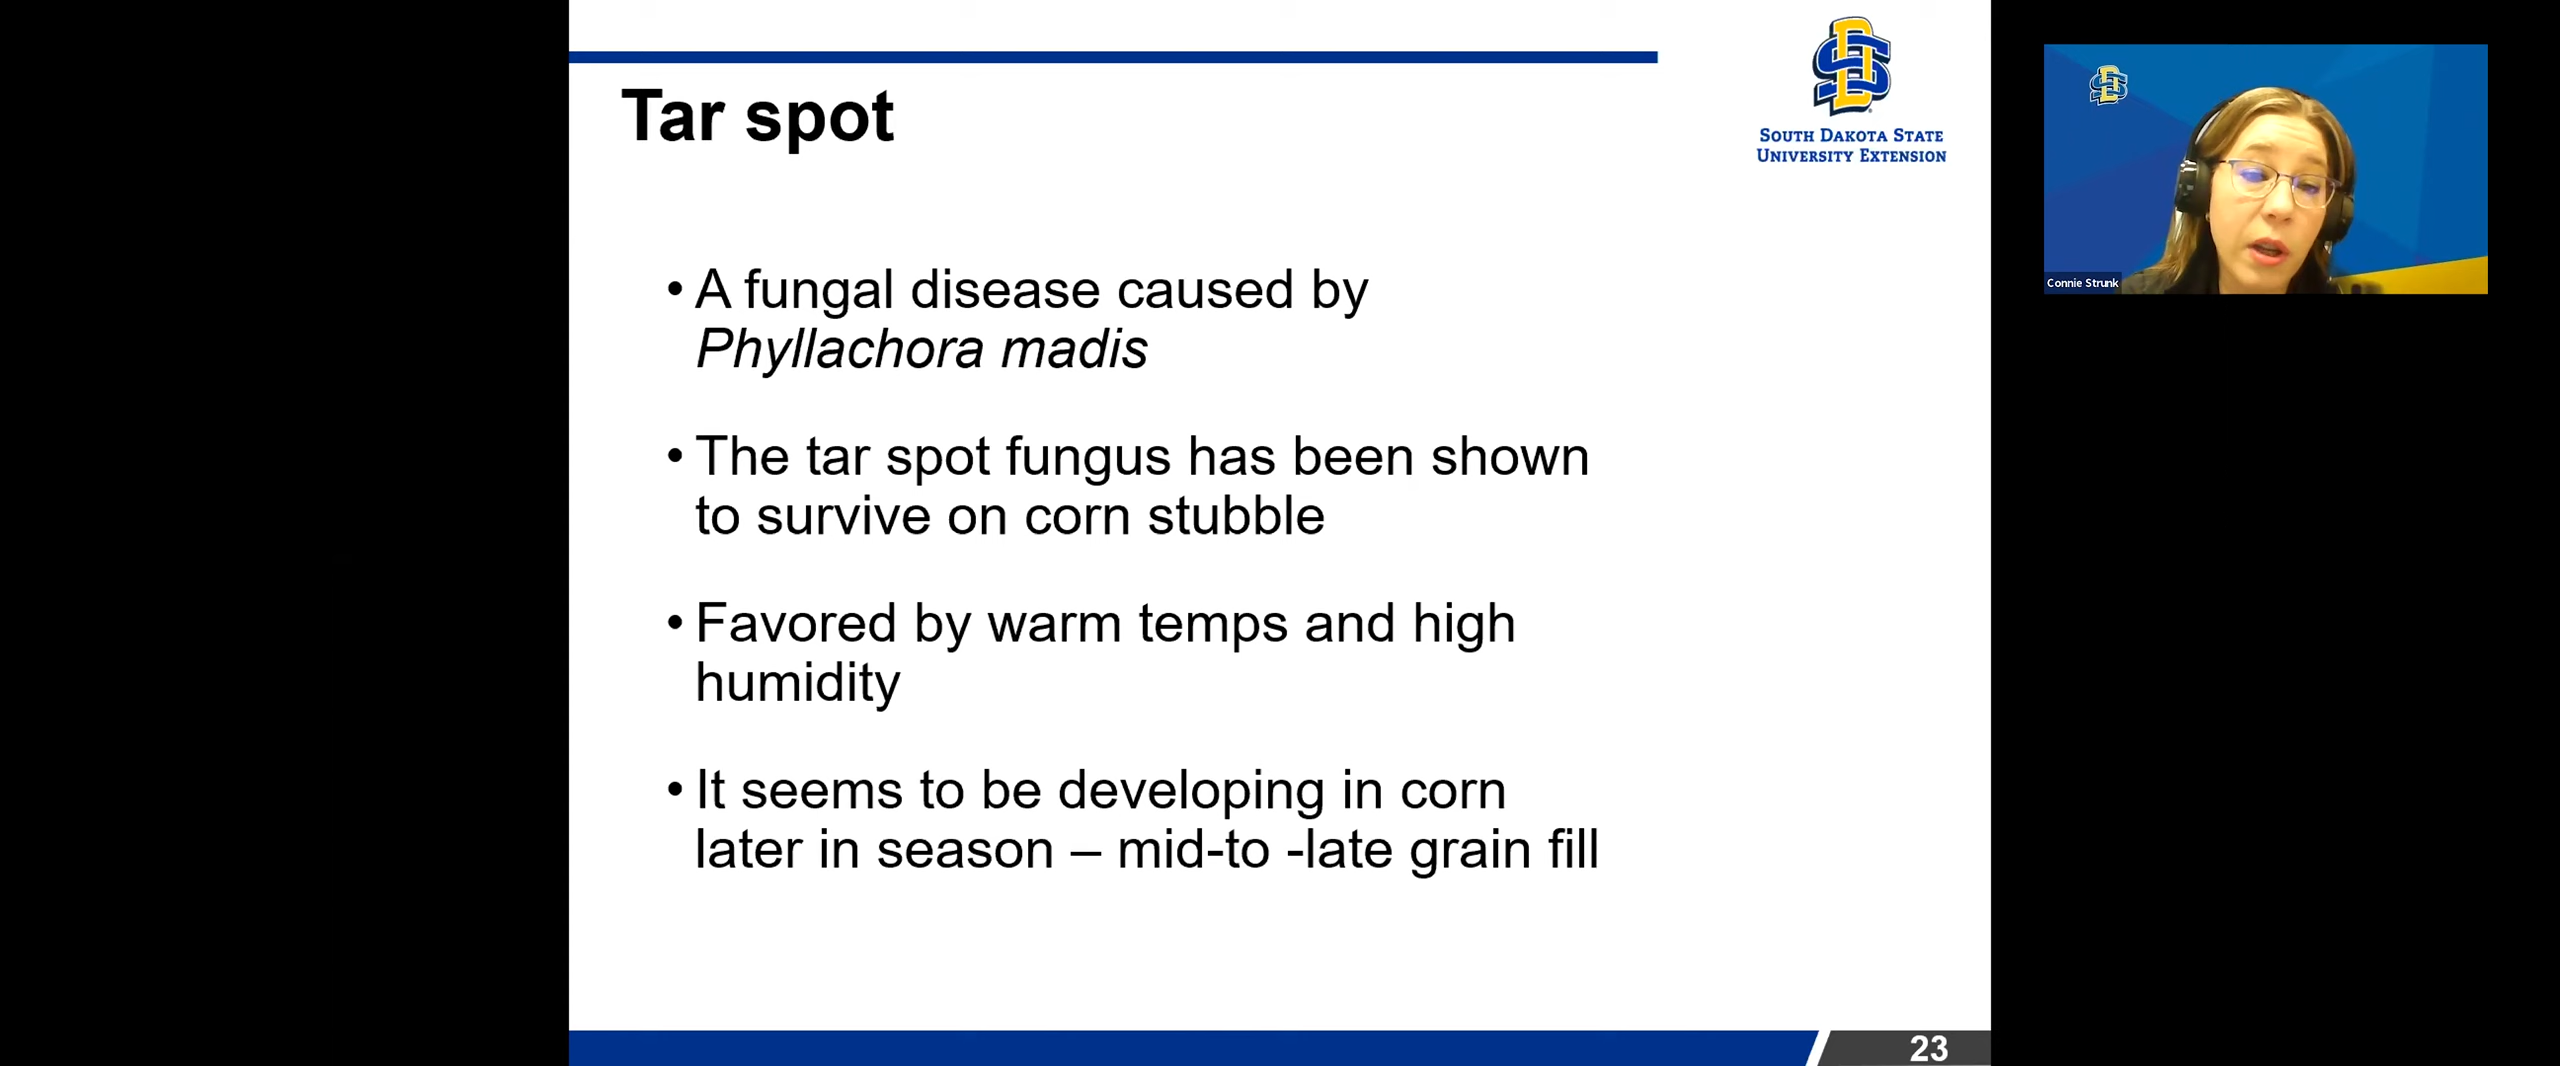 Tar spot
SOUTH DAKOTA STATE
UNIVERSITY EXTENSION
• A fungal disease caused by
Phyllachora madis
• The tar spot fungus has been shown
to survive on corn stubble
• Favored by warm temps and high
humidity
• It seems to be developing in corn
later in season – mid-to -late grain fill
23
Connie Strunk